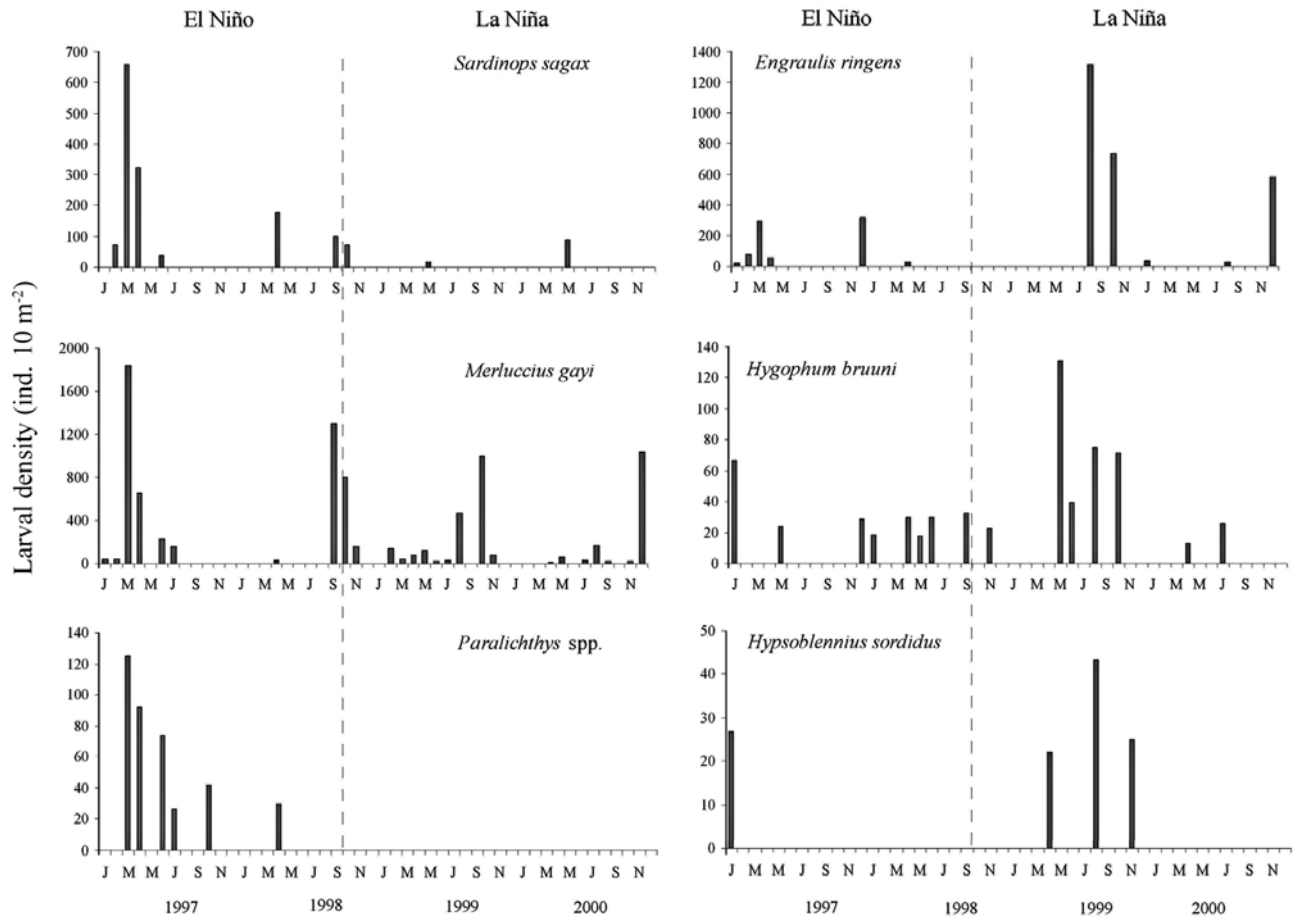 El Niño
La Niña
El Niño
La Niña
Larval density (ind. 10 m⁻²)
Sardinops sagax
700
600
500
400
300
200
100
0
J M M J S N J M M J S N J M M J S N J M M J S N
Engraulis ringens
1400
1200
1000
800
600
400
200
0
J M M J S N J M M J S N J M M J S N J M M J S N
Merluccius gayi
2000
1600
1200
800
400
0
J M M J S N J M M J S N J M M J S N J M M J S N
Hygophum bruuni
140
120
100
80
60
40
20
0
J M M J S N J M M J S N J M M J S N J M M J S N
Paralichthys spp.
140
120
100
80
60
40
20
0
J M M J S N J M M J S N J M M J S N J M M J S N
1997 1998 1999 2000
Hypsoblennius sordidus
50
40
30
20
10
0
J M M J S N J M M J S N J M M J S N J M M J S N
1997 1998 1999 2000